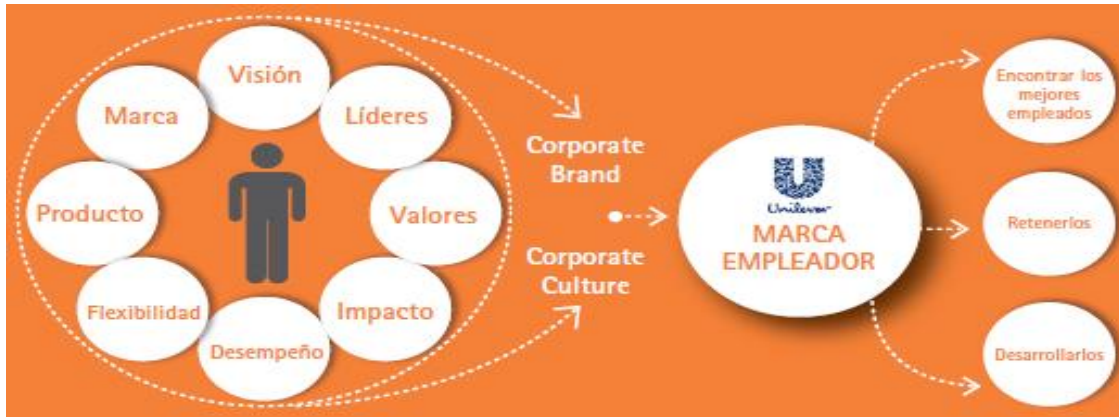 Visión
Líderes
Valores
Impacto
Desempeño
Flexibilidad
Producto
Marca
Corporate
Brand
Corporate
Culture
Unilever
MARCA
EMPLEADOR
Encontrar los
mejores
empleados
Retenerlos
Desarrollarlos